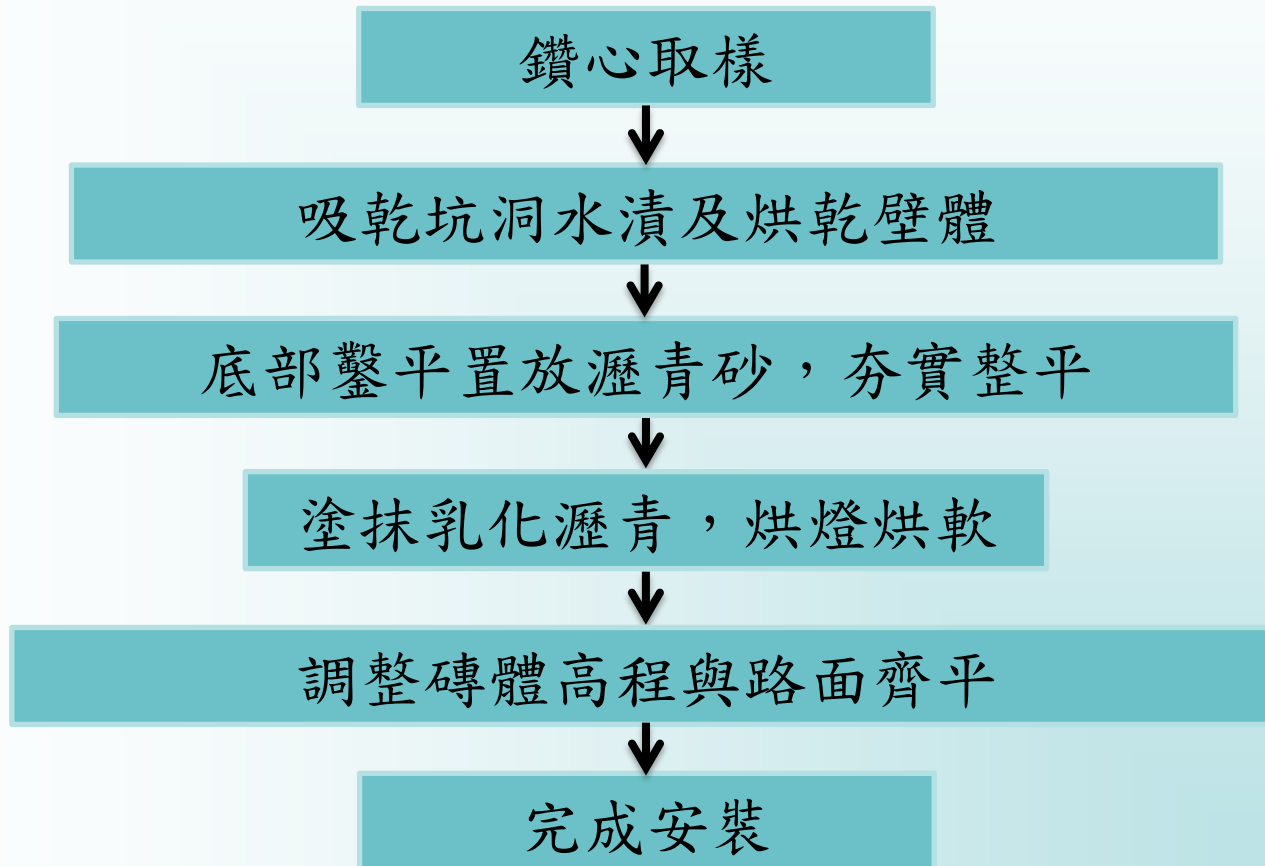 鑽心取樣
吸乾坑洞水漬及烘乾壁體
底部鑿平置放瀝青砂，夯實整平
塗抹乳化瀝青，烘燈烘軟
調整磚體高程與路面齊平
完成安裝